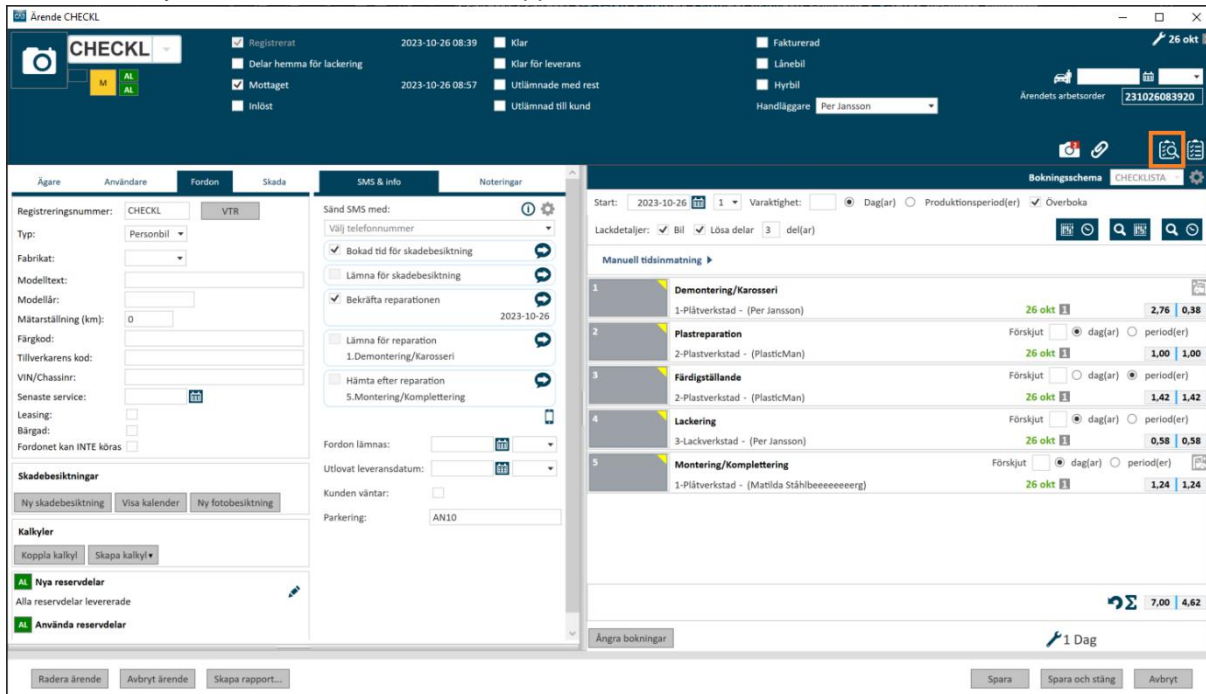 Ärende CHECKL
CHECKL
M
AL
AL
Registrerat 2023-10-26 08:39
Delar hemma för lackering
Mottaget 2023-10-26 08:57
Inlöst
Klar
Klar för leverans
Utlämnade med rest
Utlämnad till kund
Fakturerad
Lånebil
Hyrbil
Handläggare Per Jansson
26 okt
Ärendets arbetsorder 231026083920
Ägare Användare Fordon Skada
Registreringsnummer: CHECKL VTR
Typ: Personbil
Fabrikat:
Modelltext:
Modellår:
Mätarställning (km): 0
Färgkod:
Tillverkarens kod:
VIN/Chassinr:
Senaste service:
Leasing:
Bärgad:
Fordonet kan INTE köras
Skadebesiktningar
Ny skadebesiktning Visa kalender Ny fotobesiktning
Kalkyler
Koppla kalkyl Skapa kalkyl
AL Nya reservdelar
Alla reservdelar levererade
AL Använda reservdelar
SMS & info Noteringar
Sänd SMS med:
Välj telefonnummer
Bokad tid för skadebesiktning
Lämna för skadebesiktning
Bekräfta reparationen
2023-10-26
Lämna för reparation
1.Demontering/Karosseri
Hämta efter reparation
5.Montering/Komplettering
Fordon lämnas:
Utlovat leveransdatum:
Kunden väntar:
Parkering: AN10
Bokningsschema CHECKLISTA
Start: 2023-10-26 1 Varaktighet: Dag(ar) Produktionsperiod(er) Överboka
Lackdetaljer: Bil Lösa delar 3 del(ar)
Manuell tidsinmatning
1 Demontering/Karosseri
1-Plåtverkstad - (Per Jansson) 26 okt 1 2,76 0,38
2 Plastreparation Förskjut dag(ar) period(er)
2-Plastverkstad - (PlasticMan) 26 okt 1 1,00 1,00
3 Färdigställande Förskjut dag(ar) period(er)
2-Plastverkstad - (PlasticMan) 26 okt 1 1,42 1,42
4 Lackering Förskjut dag(ar) period(er)
3-Lackverkstad - (Per Jansson) 26 okt 1 0,58 0,58
5 Montering/Komplettering Förskjut dag(ar) period(er)
1-Plåtverkstad - (Matilda Ståhlbeeeeeeeerg) 26 okt 1 1,24 1,24
Σ 7,00 4,62
Ångra bokningar 1 Dag
Radera ärende Avbryt ärende Skapa rapport... Spara Spara och stäng Avbryt